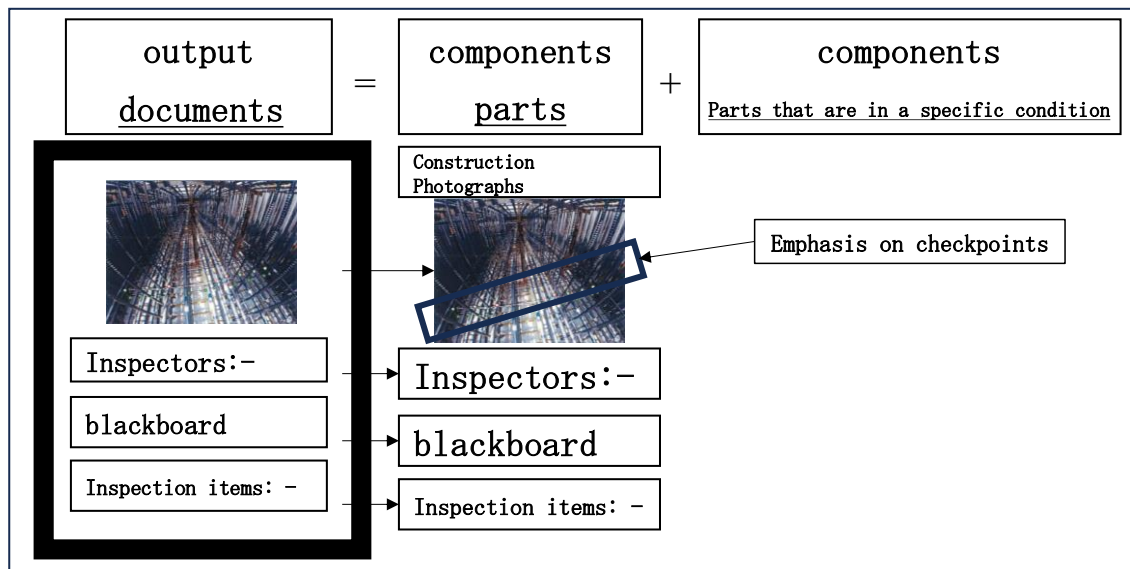 output
documents
=
components
parts
+
components
Parts that are in a specific condition
Construction
Photographs
Emphasis on checkpoints
Inspectors:-
blackboard
Inspection items: -
Inspectors:-
blackboard
Inspection items: -